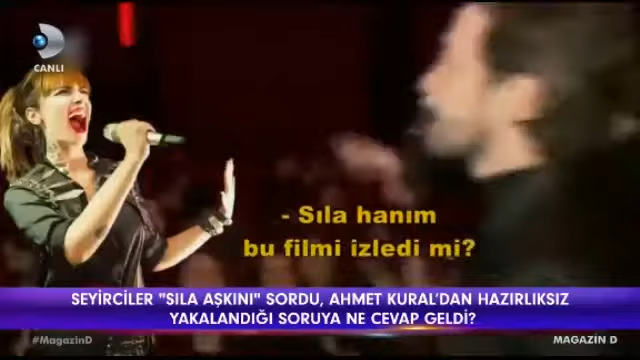 CANLI
- Sıla hanım
bu filmi izledi mi?
SEYİRCİLER "SILA AŞKINI" SORDU, AHMET KURAL'DAN HAZIRLIKSIZ
YAKALANDIĞI SORUYA NE CEVAP GELDİ?
#MagazinD
MAGAZİN D